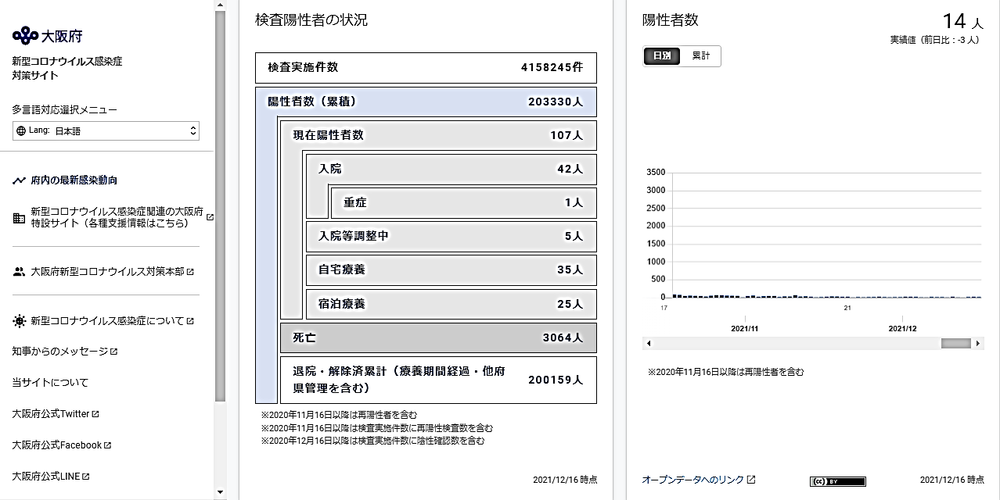 大阪府
新型コロナウイルス感染症
対策サイト
多言語対応選択メニュー
Lang: 日本語
府内の最新感染動向
新型コロナウイルス感染症関連の大阪府
特設サイト（各種支援情報はこちら）
大阪府新型コロナウイルス対策本部
新型コロナウイルス感染症について
知事からのメッセージ
当サイトについて
大阪府公式Twitter
大阪府公式Facebook
大阪府公式LINE
検査陽性者の状況
検査実施件数 4158245件
陽性者数（累積） 203330人
現在陽性者数 107人
入院 42人
重症 1人
入院等調整中 5人
自宅療養 35人
宿泊療養 25人
死亡 3064人
退院・解除済累計（療養期間経過・他府
県管理を含む） 200159人
※2020年11月16日以降は再陽性者を含む
※2020年11月16日以降は検査実施件数に再陽性検査数を含む
※2020年12月16日以降は検査実施件数に陰性確認数を含む
2021/12/16 時点
陽性者数
14 人
実績値（前日比：-3 人）
日別 累計
3500
3000
2500
2000
1500
1000
500
0
17 21
2021/11 2021/12
※2020年11月16日以降は再陽性者を含む
オープンデータへのリンク
cc BY
2021/12/16 時点